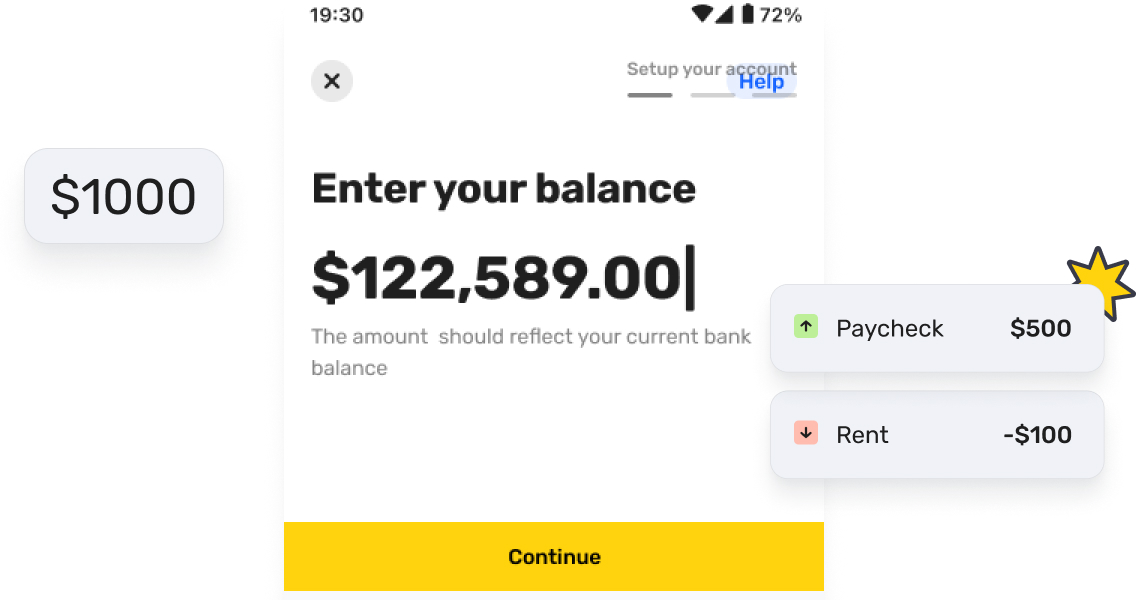 19:30 72%
Setup your account
Help
$1000
Enter your balance
$122,589.00
The amount  should reflect your current bank
balance
Paycheck $500
Rent -$100
Continue